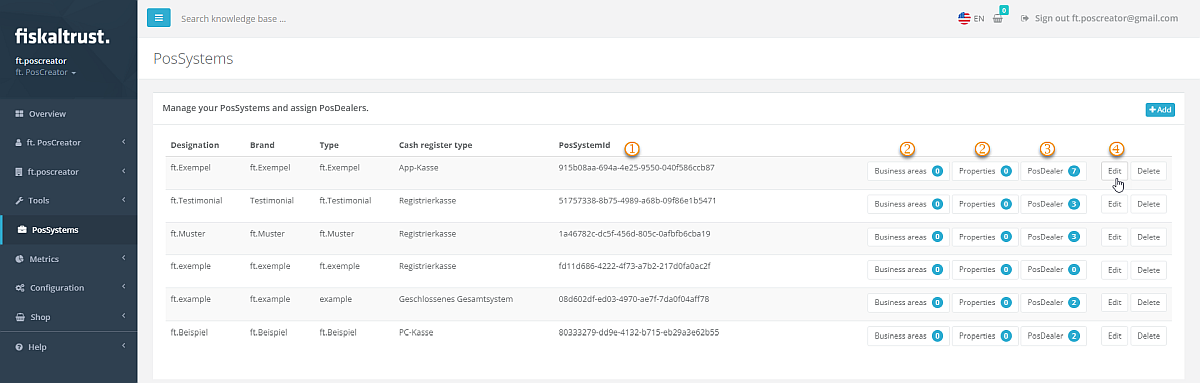 Search knowledge base ...
EN
0
Sign out ft.poscreator@gmail.com
fiskaltrust.
ft.poscreator
ft. PosCreator
Overview
ft. PosCreator
ft.poscreator
Tools
PosSystems
Metrics
Configuration
Shop
Help
PosSystems
Manage your PosSystems and assign PosDealers.
Add
Designation Brand Type Cash register type PosSystemId 1 2 2 3 4
ft.Exempel ft.Exempel ft.Exempel App-Kasse 915b08aa-694a-4e25-9550-040f586ccb87 Business areas 0 Properties 0 PosDealer 7 Edit Delete
ft.Testimonial Testimonial ft.Testimonial Registrierkasse 51757338-8b75-4989-a68b-09f86e1b5471 Business areas 0 Properties 0 PosDealer 3 Edit Delete
ft.Muster ft.Muster ft.Muster Registrierkasse 1a46782c-dc5f-456d-805c-0afbfb6cba19 Business areas 0 Properties 0 PosDealer 3 Edit Delete
ft.exemple ft.exemple ft.exemple Registrierkasse fd11d686-4222-4f73-a7b2-217d0fa0ac2f Business areas 0 Properties 0 PosDealer 0 Edit Delete
ft.example ft.example example Geschlossenes Gesamtsystem 08d602df-ed03-4970-ae7f-7da0f04aff78 Business areas 0 Properties 0 PosDealer 2 Edit Delete
ft.Beispiel ft.Beispiel ft.Beispiel PC-Kasse 80333279-dd9e-4132-b715-eb29a3e62b55 Business areas 0 Properties 0 PosDealer 2 Edit Delete